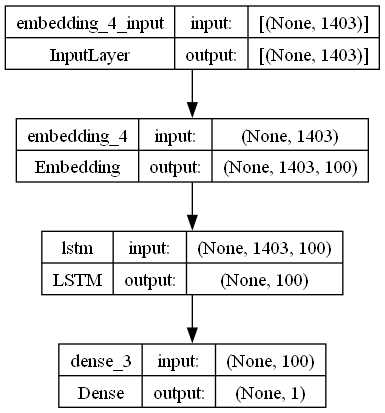 embedding_4_input input: [(None, 1403)]
InputLayer output: [(None, 1403)]
embedding_4 input: (None, 1403)
Embedding output: (None, 1403, 100)
lstm input: (None, 1403, 100)
LSTM output: (None, 100)
dense_3 input: (None, 100)
Dense output: (None, 1)